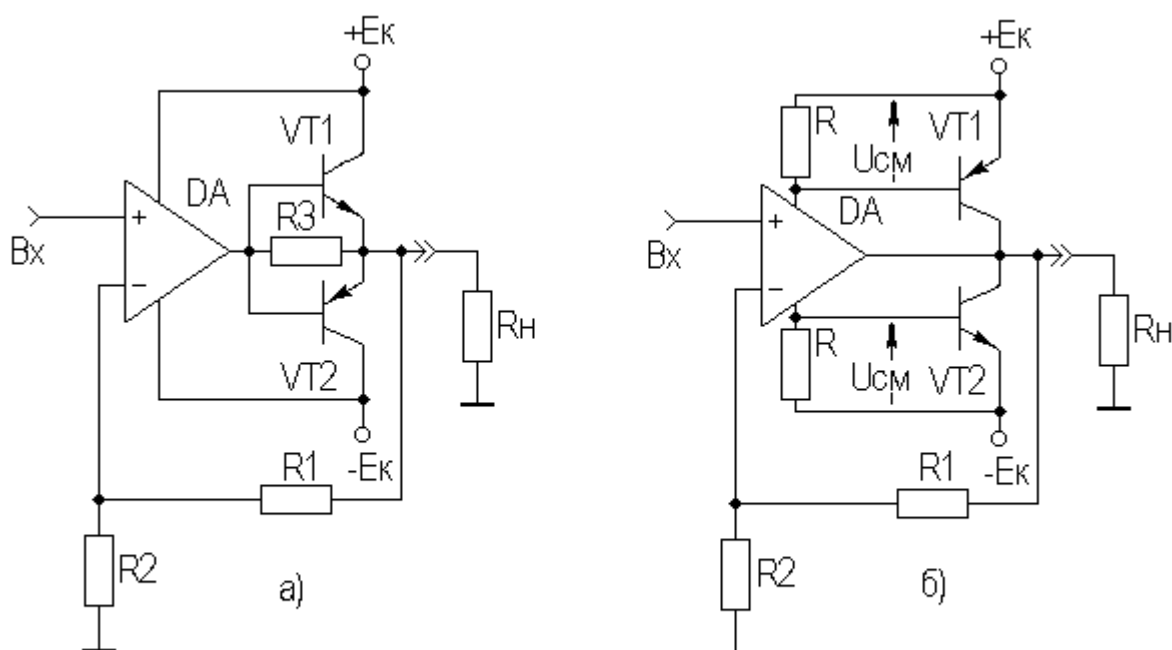 +Eк
VT1
DA
R3
+
Вх
−
Rн
VT2
-Eк
R1
R2
а)
+Eк
R
VT1
Uсм
DA
+
Вх
−
R
Rн
Uсм
VT2
-Eк
R1
R2
б)